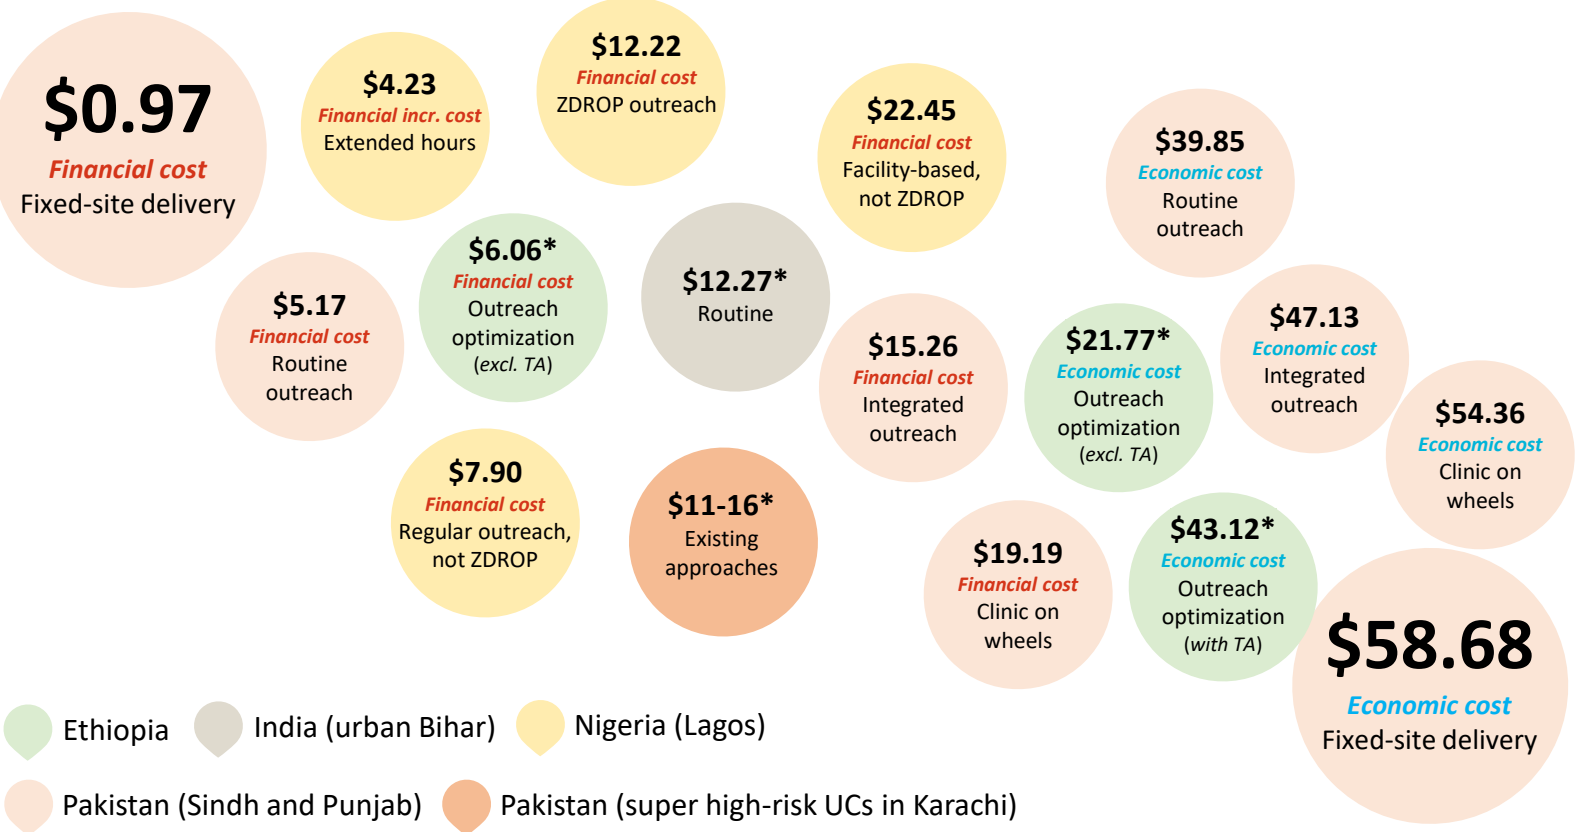 $0.97
Financial cost
Fixed-site delivery
$4.23
Financial incr. cost
Extended hours
$12.22
Financial cost
ZDROP outreach
$22.45
Financial cost
Facility-based,
not ZDROP
$39.85
Economic cost
Routine
outreach
$5.17
Financial cost
Routine
outreach
$6.06*
Financial cost
Outreach
optimization
(excl. TA)
$12.27*
Routine
$15.26
Financial cost
Integrated
outreach
$21.77*
Economic cost
Outreach
optimization
(excl. TA)
$47.13
Economic cost
Integrated
outreach
$54.36
Economic cost
Clinic on
wheels
$7.90
Financial cost
Regular outreach,
not ZDROP
$11-16*
Existing
approaches
$19.19
Financial cost
Clinic on
wheels
$43.12*
Economic cost
Outreach
optimization
(with TA)
$58.68
Economic cost
Fixed-site delivery
Ethiopia
India (urban Bihar)
Nigeria (Lagos)
Pakistan (Sindh and Punjab)
Pakistan (super high-risk UCs in Karachi)